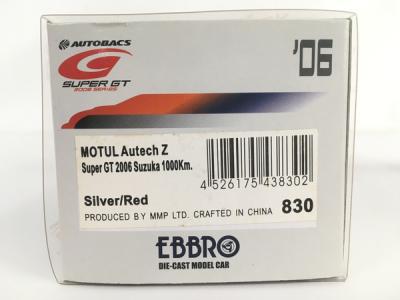 AUTOBACS
SUPER GT
2006 SERIES
'06
MOTUL Autech Z
Super GT 2006 Suzuka 1000Km.
4 526175 438302
Silver/Red
PRODUCED BY MMP LTD. CRAFTED IN CHINA 830
EBBRO
DIE-CAST MODEL CAR